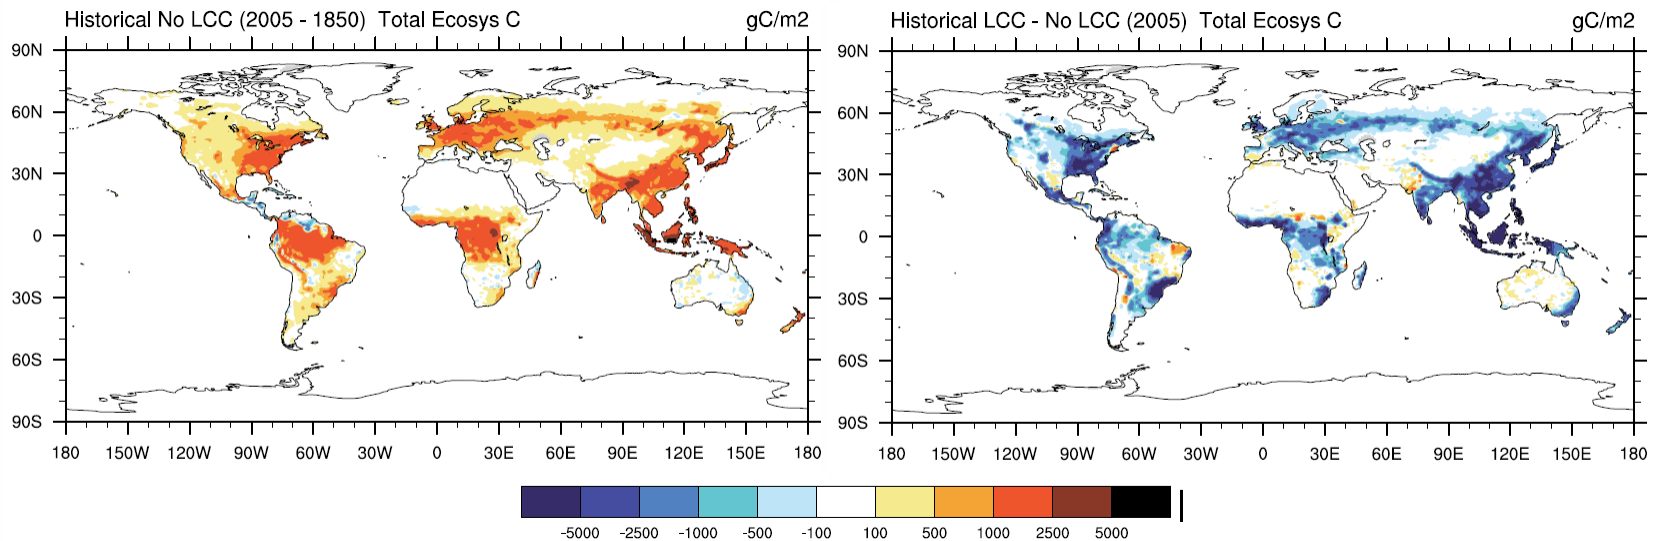 Historical No LCC (2005 - 1850)  Total Ecosys C gC/m2
Historical LCC - No LCC (2005)  Total Ecosys C gC/m2
90N
60N
30N
0
30S
60S
90S
180 150W 120W 90W 60W 30W 0 30E 60E 90E 120E 150E 180
90N
60N
30N
0
30S
60S
90S
180 150W 120W 90W 60W 30W 0 30E 60E 90E 120E 150E 180
-5000 -2500 -1000 -500 -100 100 500 1000 2500 5000